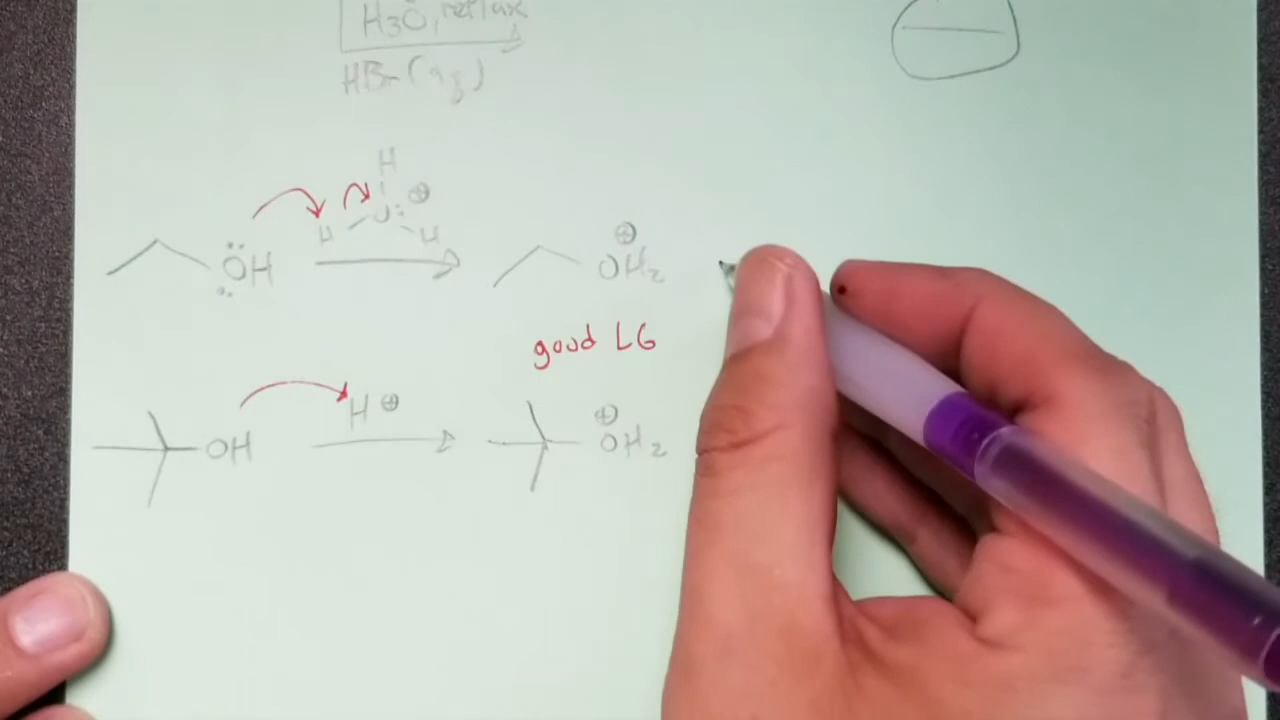 H3O, reflux
HBr (aq)
H
⊕
H
H
ÖH
⊕
OH2
good LG
H ⊕
⊕
OH
OH2